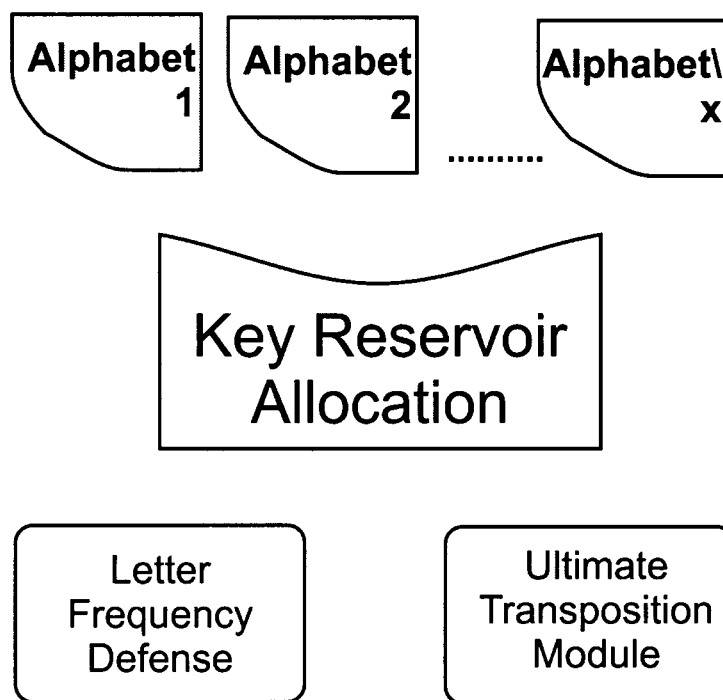 Alphabet
1
Alphabet
2
..........
Alphabet\
x
Key Reservoir
Allocation
Letter
Frequency
Defense
Ultimate
Transposition
Module